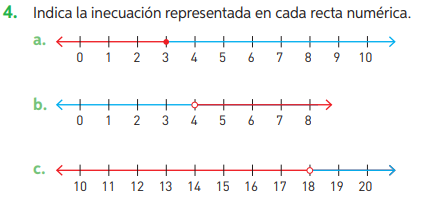 4. Indica la inecuación representada en cada recta numérica.
a.
0 1 2 3 4 5 6 7 8 9 10
b.
0 1 2 3 4 5 6 7 8
c.
10 11 12 13 14 15 16 17 18 19 20